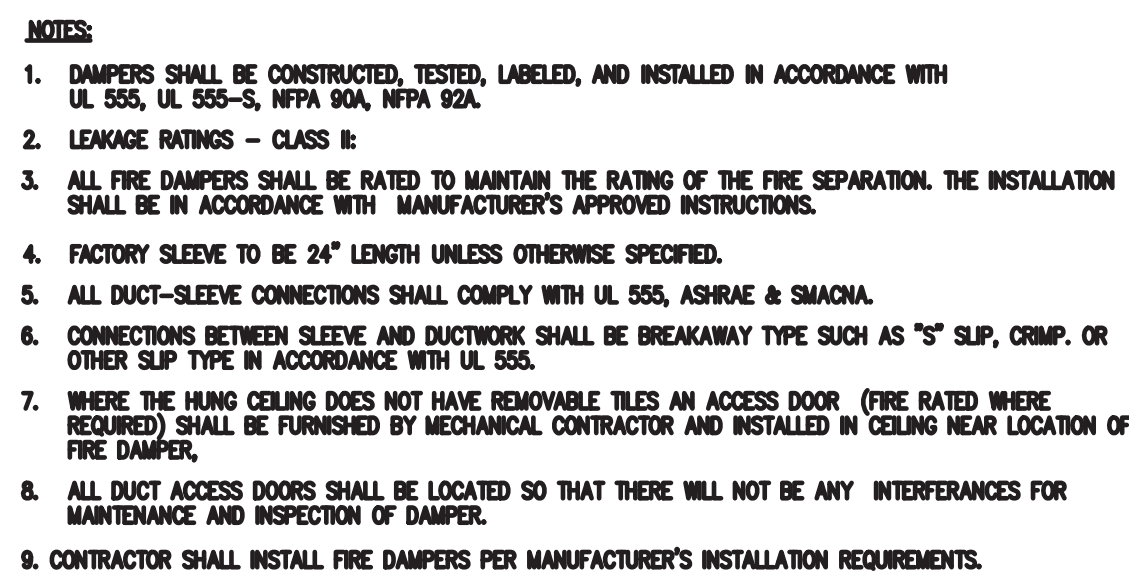 NOTES:
1. DAMPERS SHALL BE CONSTRUCTED, TESTED, LABELED, AND INSTALLED IN ACCORDANCE WITH
UL 555, UL 555-S, NFPA 90A, NFPA 92A.
2. LEAKAGE RATINGS - CLASS II:
3. ALL FIRE DAMPERS SHALL BE RATED TO MAINTAIN THE RATING OF THE FIRE SEPARATION. THE INSTALLATION
SHALL BE IN ACCORDANCE WITH MANUFACTURER'S APPROVED INSTRUCTIONS.
4. FACTORY SLEEVE TO BE 24" LENGTH UNLESS OTHERWISE SPECIFIED.
5. ALL DUCT-SLEEVE CONNECTIONS SHALL COMPLY WITH UL 555, ASHRAE & SMACNA.
6. CONNECTIONS BETWEEN SLEEVE AND DUCTWORK SHALL BE BREAKAWAY TYPE SUCH AS "S" SLIP, CRIMP. OR
OTHER SLIP TYPE IN ACCORDANCE WITH UL 555.
7. WHERE THE HUNG CEILING DOES NOT HAVE REMOVABLE TILES AN ACCESS DOOR (FIRE RATED WHERE
REQUIRED) SHALL BE FURNISHED BY MECHANICAL CONTRACTOR AND INSTALLED IN CEILING NEAR LOCATION OF
FIRE DAMPER,
8. ALL DUCT ACCESS DOORS SHALL BE LOCATED SO THAT THERE WILL NOT BE ANY INTERFERANCES FOR
MAINTENANCE AND INSPECTION OF DAMPER.
9. CONTRACTOR SHALL INSTALL FIRE DAMPERS PER MANUFACTURER'S INSTALLATION REQUIREMENTS.